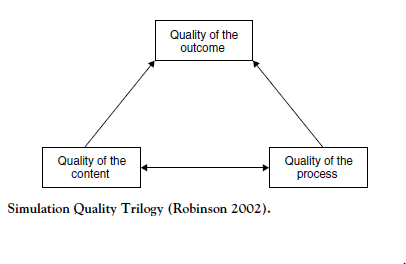 Quality of the
outcome
Quality of the
content
Quality of the
process
Simulation Quality Trilogy (Robinson 2002).